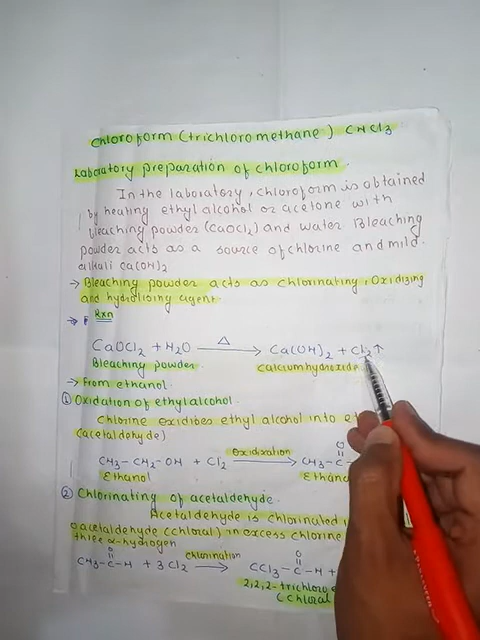 Chloroform (trichloromethane) CHCl3
Laboratory preparation of chloroform
In the laboratory, chloroform is obtained
by heating ethyl alcohol or acetone with
bleaching powder (CaOCl2) and water Bleaching
powder acts as a source of chlorine and mild
alkali Ca(OH)2
→ Bleaching powder acts as chlorinating, Oxidizing
and hydrolising agent.
Rxn
CaOCl2 + H2O —Δ→ Ca(OH)2 + Cl2↑
Bleaching powder Calcium hydroxide
→ From ethanol
① Oxidation of ethyl alcohol
Chlorine oxidies ethyl alcohol into
(acetaldehyde)
Oxidisation
CH3–CH2–OH + Cl2 → CH3–C
O
Ethanol
② Chlorinating of acetaldehyde.
Acetaldehyde is chlorinated
acetaldehyde (chloral) in excess chlorine
three α-hydrogen
O chlorination O
CH3–C–H + 3Cl2 → CCl3–C–H +
2,2,2-trichloro
(chloral